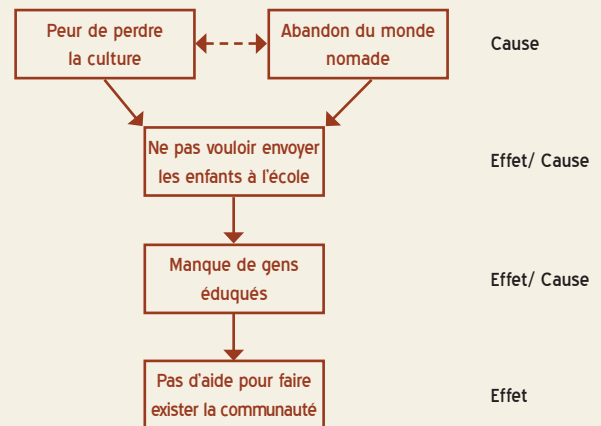 Peur de perdre
la culture
Abandon du monde
nomade
Cause
Ne pas vouloir envoyer
les enfants à l'école
Effet/ Cause
Manque de gens
éduqués
Effet/ Cause
Pas d'aide pour faire
exister la communauté
Effet